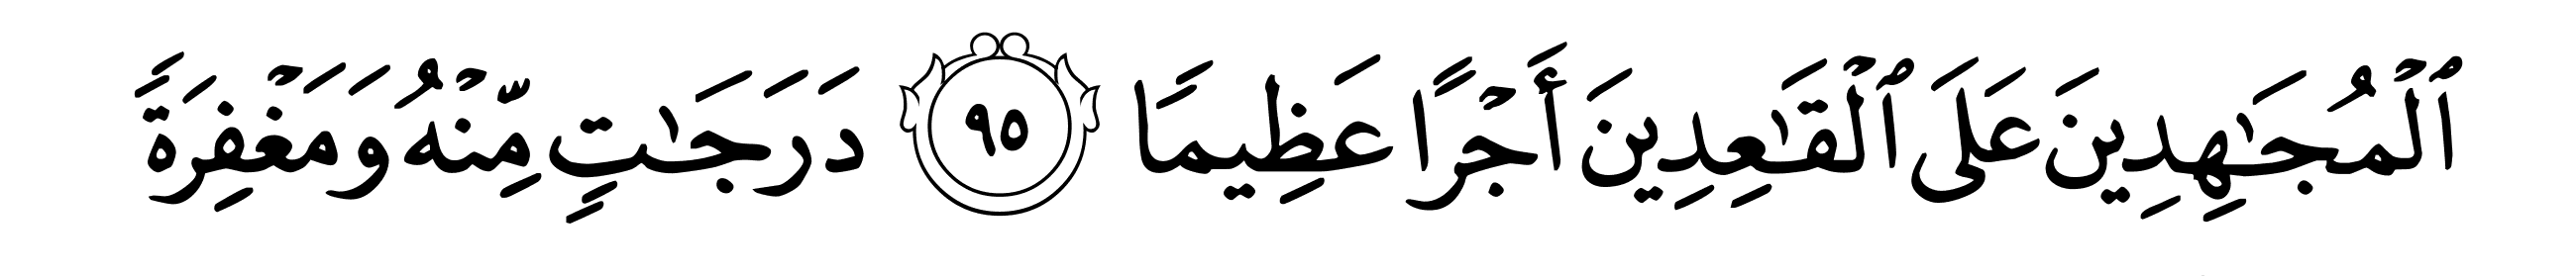 ٱلْمُجَـٰهِدِينَ عَلَى ٱلْقَـٰعِدِينَ أَجْرًا عَظِيمًا ٩٥ دَرَجَـٰتٍ مِّنْهُ وَمَغْفِرَةً